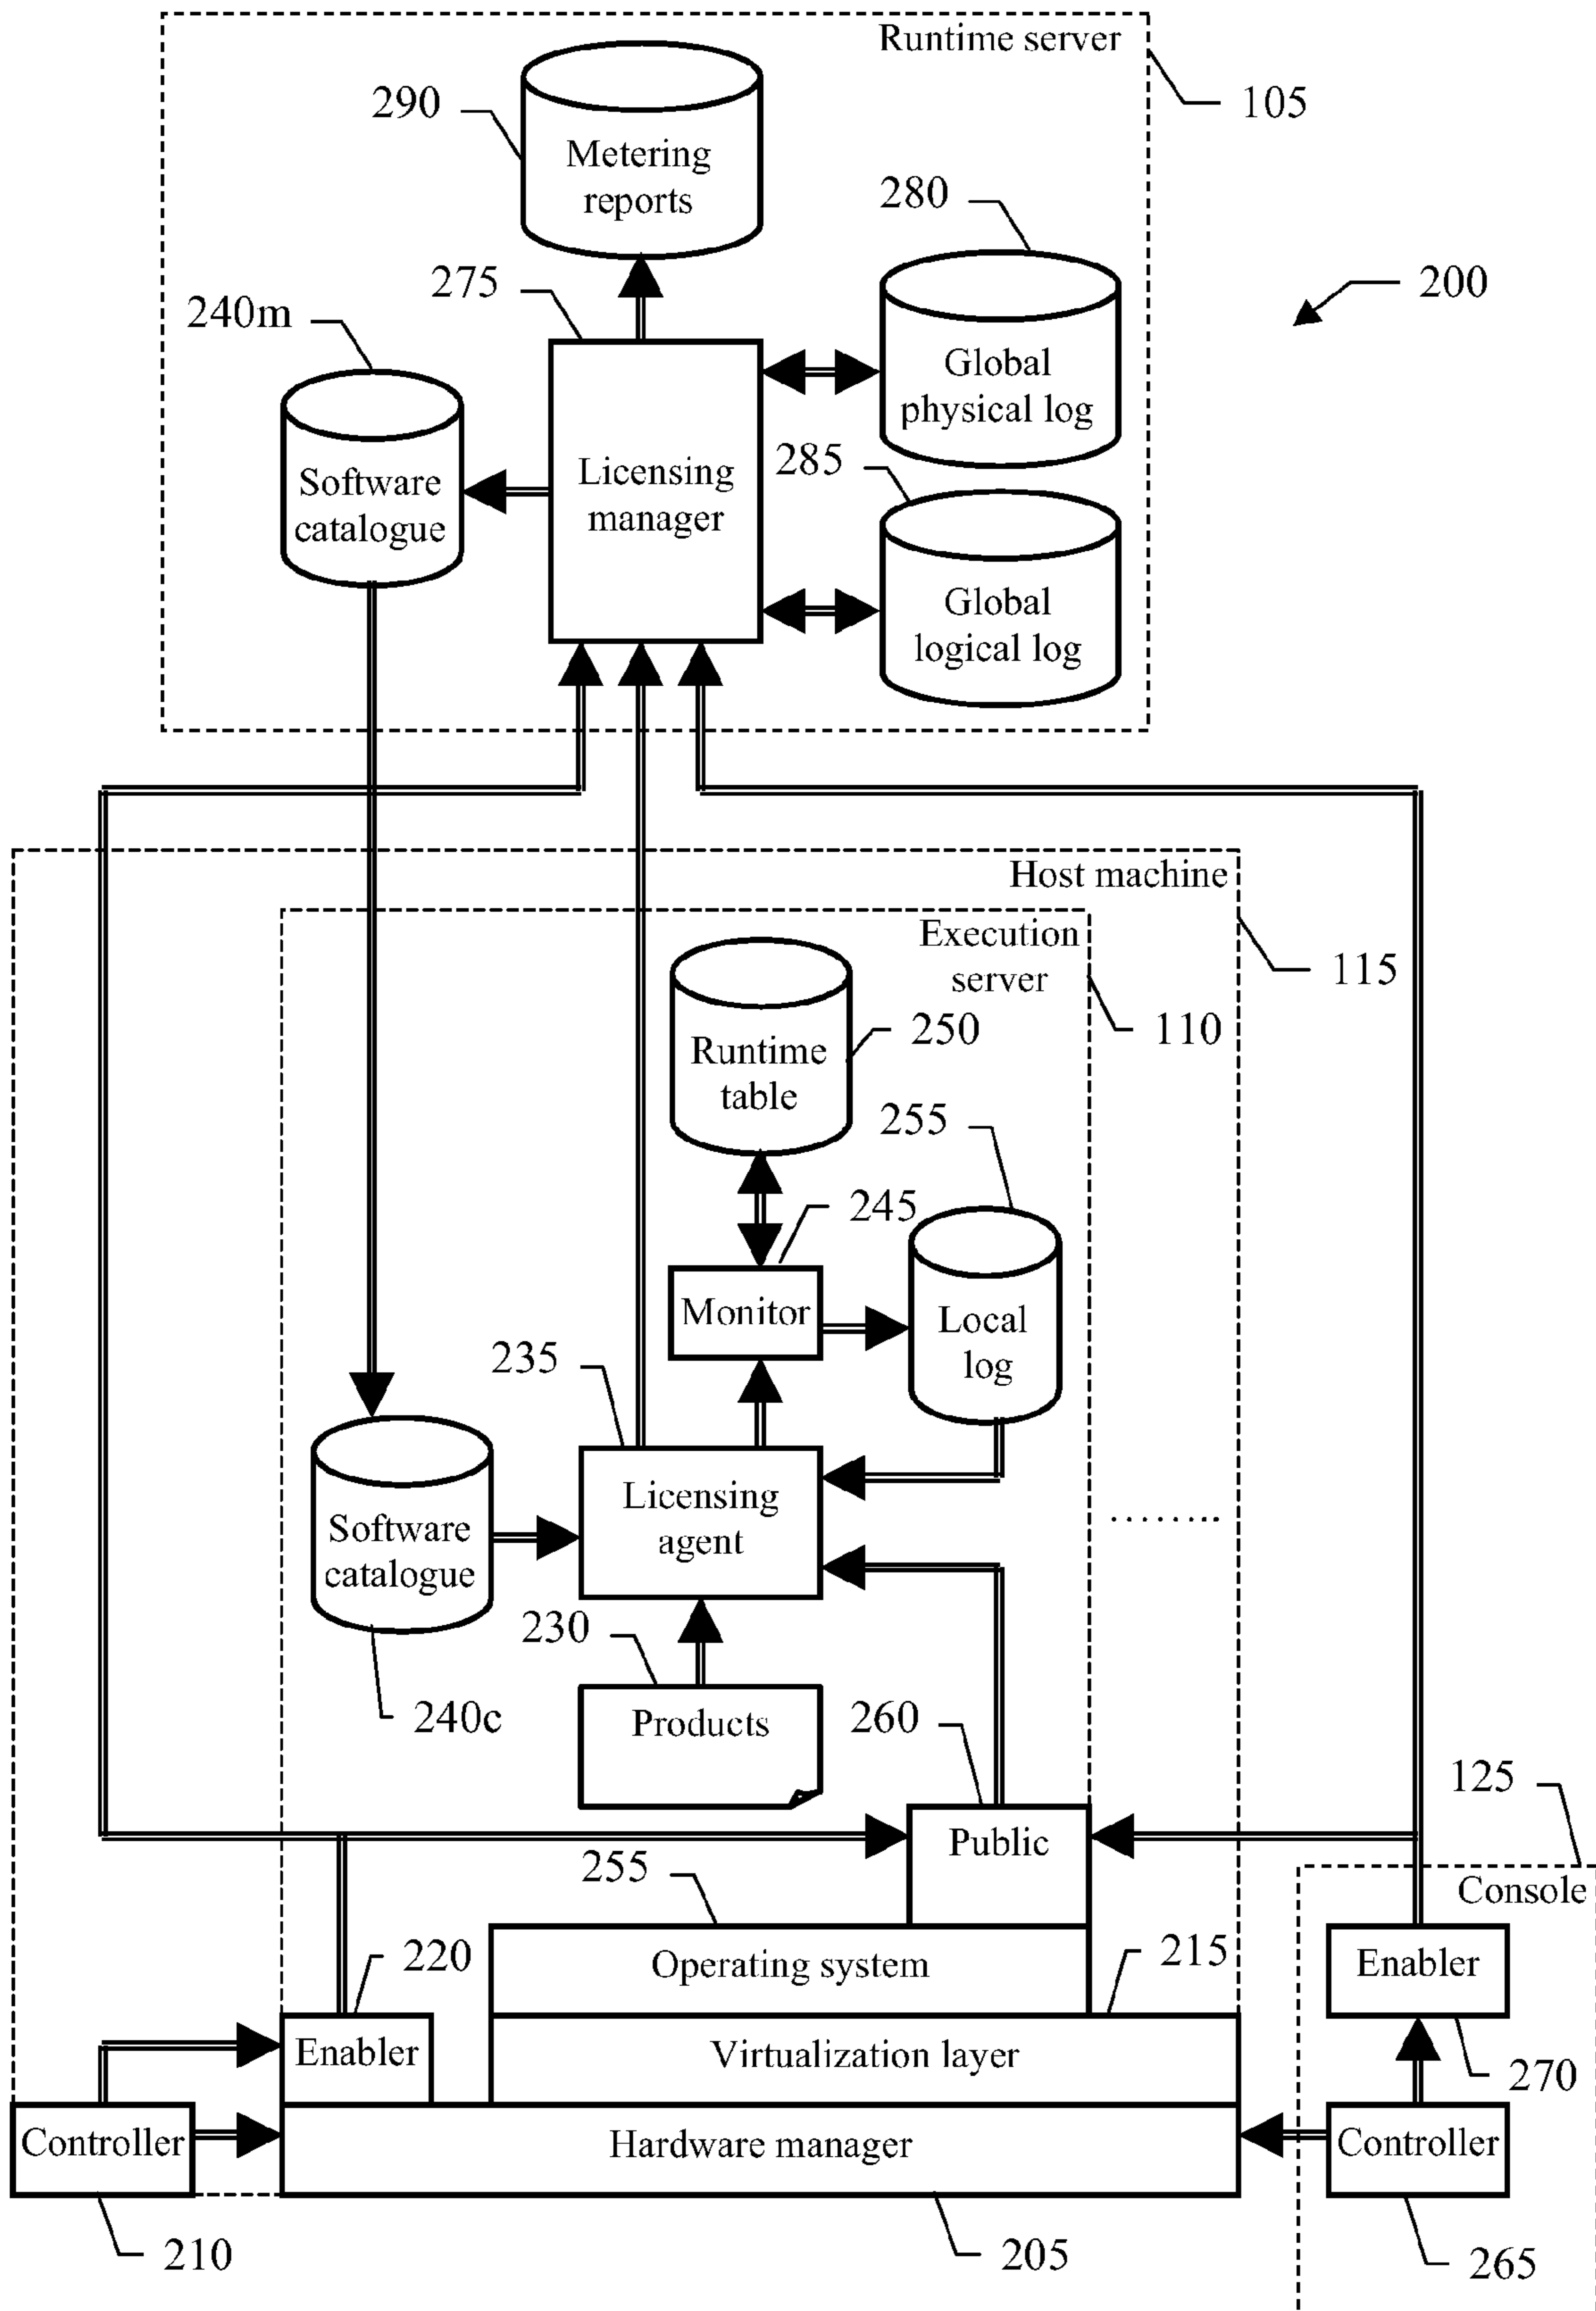 Runtime server
105
290
Metering
reports
280
200
275
240m
Global
physical log
Licensing
manager
285
Software
catalogue
Global
logical log
Host machine
Execution
server
115
110
250
Runtime
table
255
245
Monitor
Local
log
235
Licensing
agent
.......
Software
catalogue
230
240c
Products
260
125
Public
255
Console
220
215
Operating system
Enabler
Enabler
Virtualization layer
270
Controller
Hardware manager
Controller
210
205
265